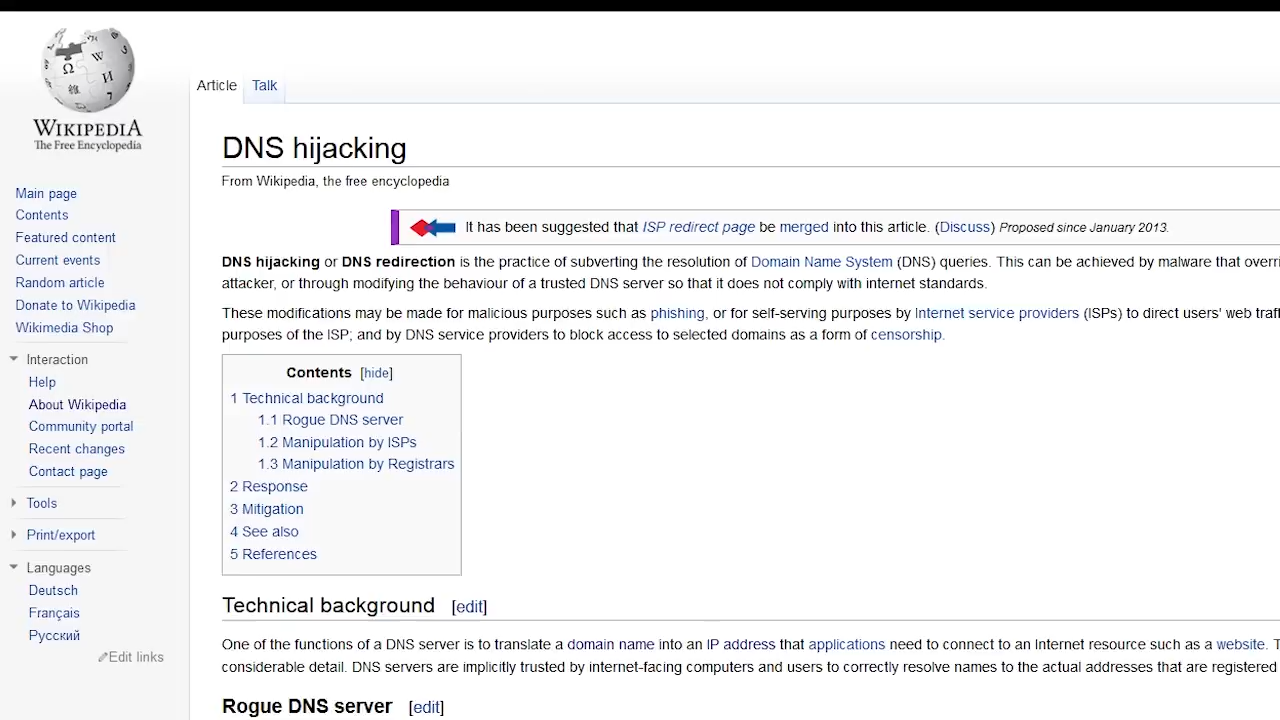 WIKIPEDIA
The Free Encyclopedia
Main page
Contents
Featured content
Current events
Random article
Donate to Wikipedia
Wikimedia Shop
Interaction
Help
About Wikipedia
Community portal
Recent changes
Contact page
Tools
Print/export
Languages
Deutsch
Français
Русский
Edit links
Article Talk
DNS hijacking
From Wikipedia, the free encyclopedia
It has been suggested that ISP redirect page be merged into this article. (Discuss) Proposed since January 2013.
DNS hijacking or DNS redirection is the practice of subverting the resolution of Domain Name System (DNS) queries. This can be achieved by malware that overri
attacker, or through modifying the behaviour of a trusted DNS server so that it does not comply with internet standards.
These modifications may be made for malicious purposes such as phishing, or for self-serving purposes by Internet service providers (ISPs) to direct users' web traf
purposes of the ISP; and by DNS service providers to block access to selected domains as a form of censorship.
Contents [hide]
1 Technical background
1.1 Rogue DNS server
1.2 Manipulation by ISPs
1.3 Manipulation by Registrars
2 Response
3 Mitigation
4 See also
5 References
Technical background [edit]
One of the functions of a DNS server is to translate a domain name into an IP address that applications need to connect to an Internet resource such as a website. T
considerable detail. DNS servers are implicitly trusted by internet-facing computers and users to correctly resolve names to the actual addresses that are registered
Rogue DNS server [edit]